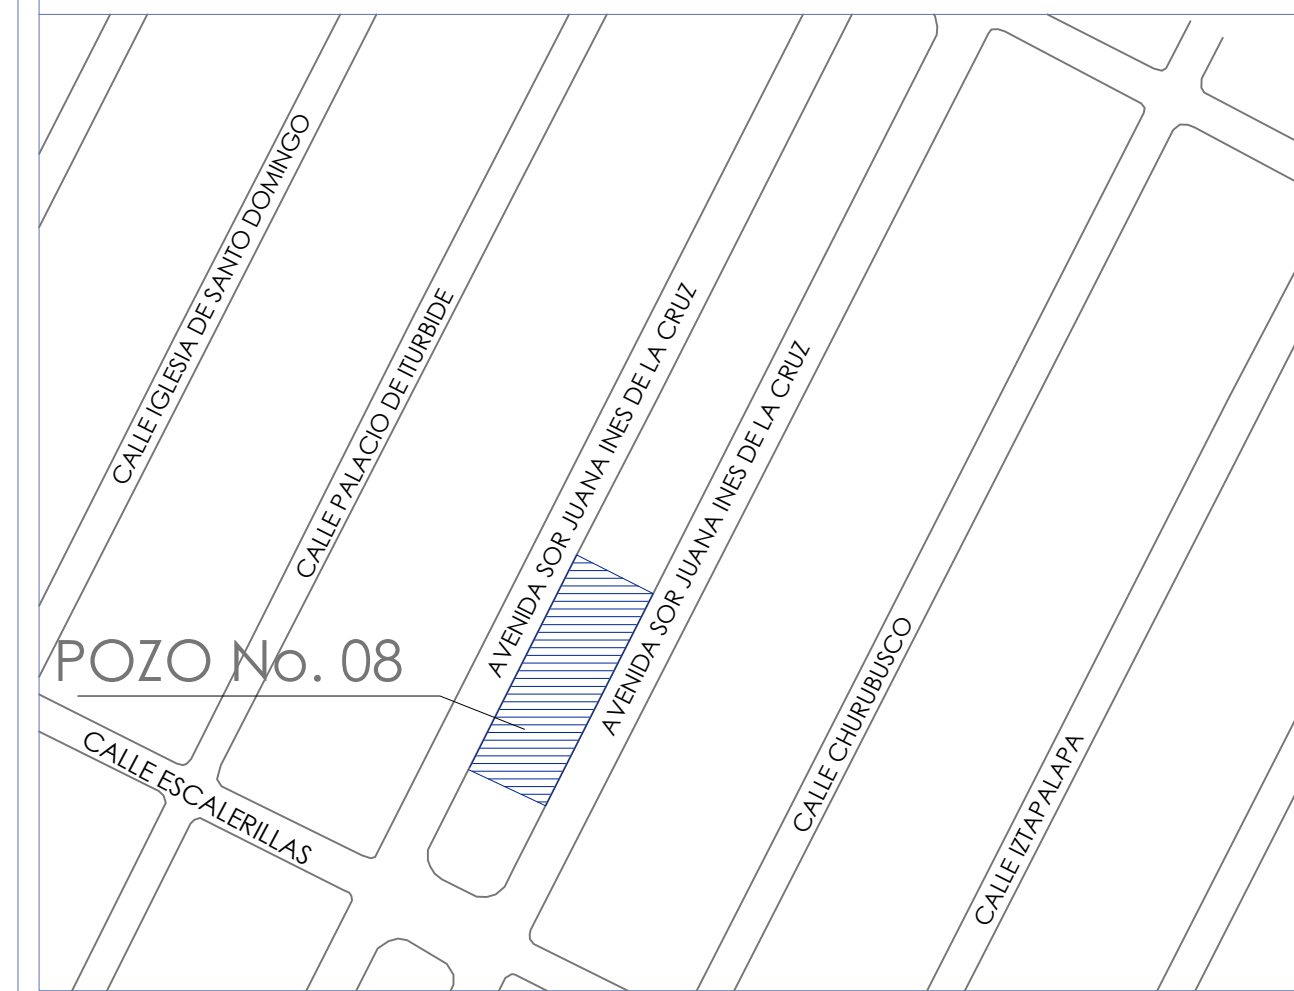 CALLE IGLESIA DE SANTO DOMINGO
CALLE PALACIO DE ITURBIDE
AVENIDA SOR JUANA INES DE LA CRUZ
AVENIDA SOR JUANA INES DE LA CRUZ
POZO No. 08
CALLE CHURUBUSCO
CALLE IZTAPALAPA
CALLE ESCALERILLAS